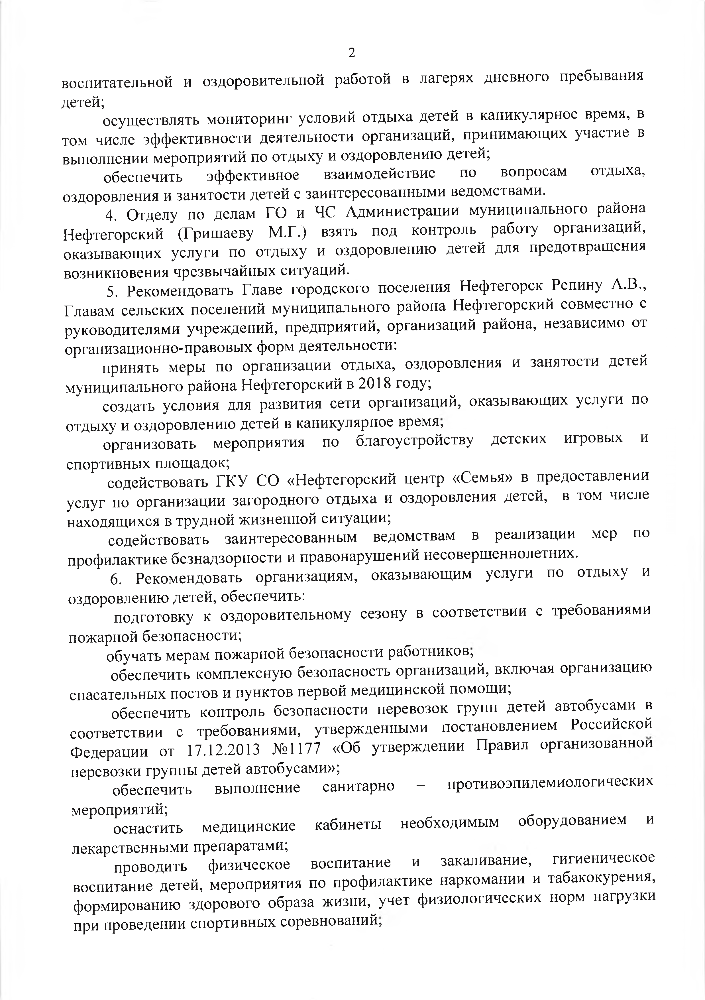 2
воспитательной и оздоровительной работой в лагерях дневного пребывания
детей;
осуществлять мониторинг условий отдыха детей в каникулярное время, в
том числе эффективности деятельности организаций, принимающих участие в
выполнении мероприятий по отдыху и оздоровлению детей;
обеспечить эффективное взаимодействие по вопросам отдыха,
оздоровления и занятости детей с заинтересованными ведомствами.
4. Отделу по делам ГО и ЧС Администрации муниципального района
Нефтегорский (Гришаеву М.Г.) взять под контроль работу организаций,
оказывающих услуги по отдыху и оздоровлению детей для предотвращения
возникновения чрезвычайных ситуаций.
5. Рекомендовать Главе городского поселения Нефтегорск Репину А.В.,
Главам сельских поселений муниципального района Нефтегорский совместно с
руководителями учреждений, предприятий, организаций района, независимо от
организационно-правовых форм деятельности:
принять меры по организации отдыха, оздоровления и занятости детей
муниципального района Нефтегорский в 2018 году;
создать условия для развития сети организаций, оказывающих услуги по
отдыху и оздоровлению детей в каникулярное время;
организовать мероприятия по благоустройству детских игровых и
спортивных площадок;
содействовать ГКУ СО «Нефтегорский центр «Семья» в предоставлении
услуг по организации загородного отдыха и оздоровления детей, в том числе
находящихся в трудной жизненной ситуации;
содействовать заинтересованным ведомствам в реализации мер по
профилактике безнадзорности и правонарушений несовершеннолетних.
6. Рекомендовать организациям, оказывающим услуги по отдыху и
оздоровлению детей, обеспечить:
подготовку к оздоровительному сезону в соответствии с требованиями
пожарной безопасности;
обучать мерам пожарной безопасности работников;
обеспечить комплексную безопасность организаций, включая организацию
спасательных постов и пунктов первой медицинской помощи;
обеспечить контроль безопасности перевозок групп детей автобусами в
соответствии с требованиями, утвержденными постановлением Российской
Федерации от 17.12.2013 №1177 «Об утверждении Правил организованной
перевозки группы детей автобусами»;
обеспечить выполнение санитарно – противоэпидемиологических
мероприятий;
оснастить медицинские кабинеты необходимым оборудованием и
лекарственными препаратами;
проводить физическое воспитание и закаливание, гигиеническое
воспитание детей, мероприятия по профилактике наркомании и табакокурения,
формированию здорового образа жизни, учет физиологических норм нагрузки
при проведении спортивных соревнований;